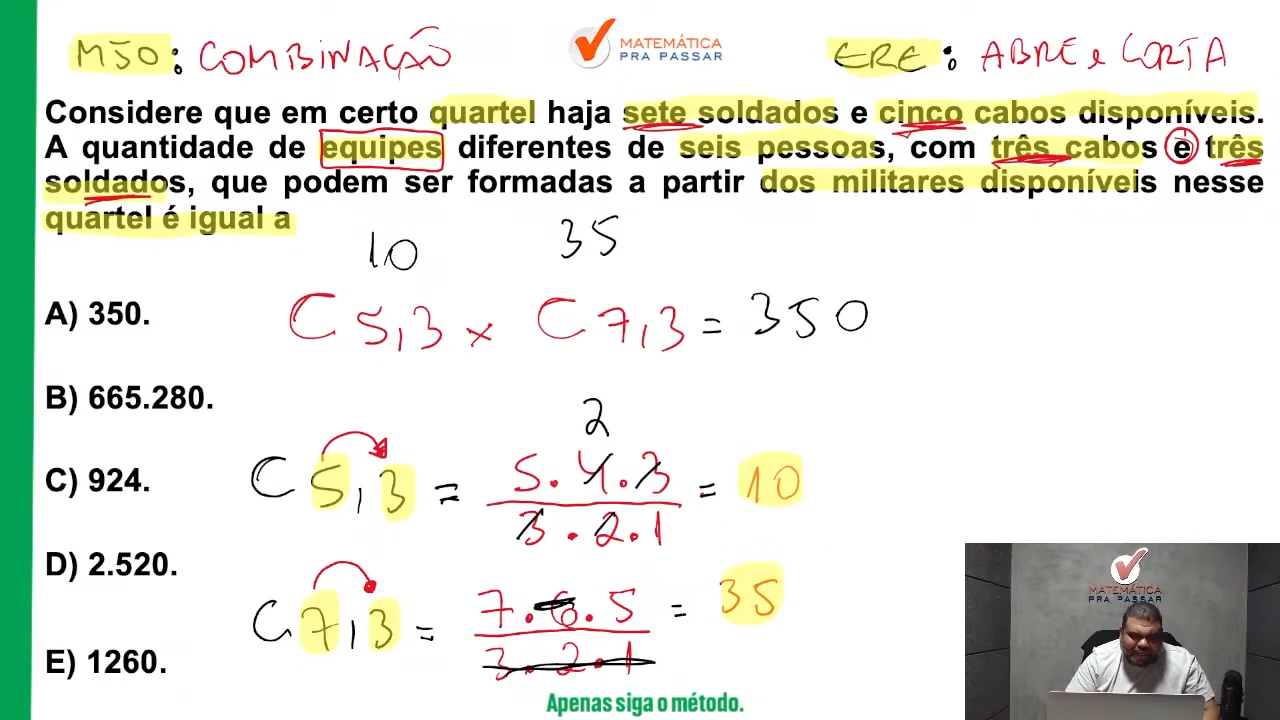 MJO: COMBINAÇÃO
MATEMÁTICA
PRA PASSAR
ERE: ABRE e CORTA
Considere que em certo quartel haja sete soldados e cinco cabos disponíveis.
A quantidade de equipes diferentes de seis pessoas, com três cabos e três
soldados, que podem ser formadas a partir dos militares disponíveis nesse
quartel é igual a
10 35
A) 350.
C 5,3 x C 7,3 = 350
B) 665.280.
2
C) 924.
C 5,3 = 5.4.3 = 10
3.2.1
D) 2.520.
C 7,3 = 7.6.5 = 35
3.2.1
E) 1260.
MATEMÁTICA
PRA PASSAR
Apenas siga o método.